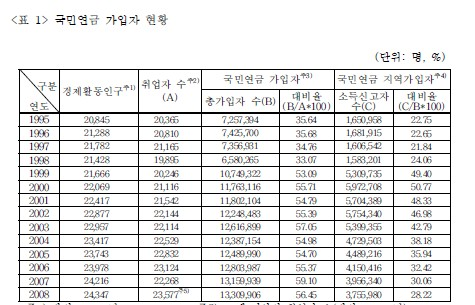 <표 1> 국민연금 가입자 현황
(단위: 명, %)
구분 연도 경제활동인구주1) 취업자 수주2) (A) 국민연금 가입자주3) 국민연금 지역가입자주4)
총가입자 수(B) 대비율 (B/A*100) 소득신고자 수(C) 대비율 (C/B*100)
1995 20,845 20,365 7,257,394 35.64 1,650,958 22.75
1996 21,288 20,810 7,425,700 35.68 1,681,915 22.65
1997 21,782 21,165 7,356,931 34.76 1,606,542 21.84
1998 21,428 19,895 6,580,265 33.07 1,583,201 24.06
1999 21,666 20,246 10,749,322 53.09 5,309,735 49.40
2000 22,069 21,116 11,763,116 55.71 5,972,708 50.77
2001 22,417 21,542 11,802,104 54.79 5,704,389 48.33
2002 22,877 22,144 12,248,483 55.39 5,754,340 46.98
2003 22,957 22,114 12,616,899 57.05 5,399,355 42.79
2004 23,417 22,529 12,387,154 54.98 4,729,503 38.18
2005 23,743 22,832 12,489,990 54.70 4,489,216 35.94
2006 23,978 23,124 12,803,987 55.37 4,150,416 32.42
2007 24,216 22,268 13,159,939 59.10 3,956,340 30.06
2008 24,347 23,577주5) 13,309,906 56.45 3,755,980 28.22